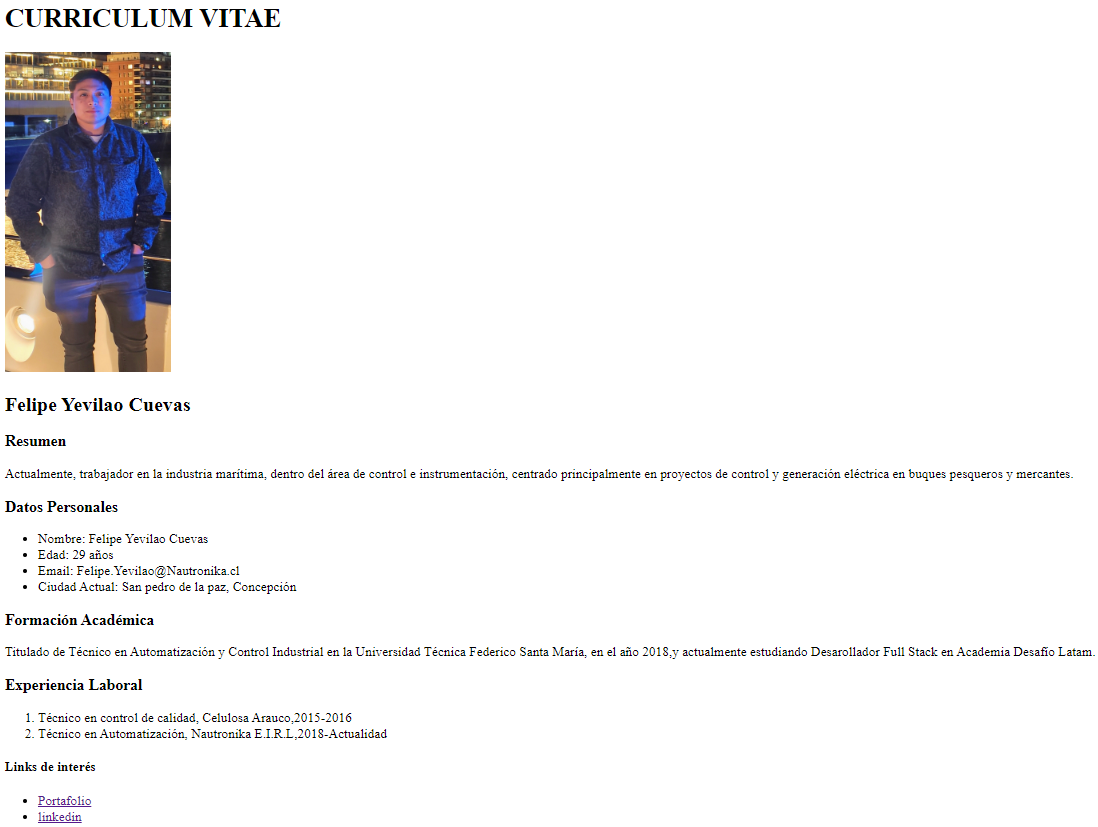 CURRICULUM VITAE
Felipe Yevilao Cuevas
Resumen
Actualmente, trabajador en la industria marítima, dentro del área de control e instrumentación, centrado principalmente en proyectos de control y generación eléctrica en buques pesqueros y mercantes.
Datos Personales
• Nombre: Felipe Yevilao Cuevas
• Edad: 29 años
• Email: Felipe.Yevilao@Nautronika.cl
• Ciudad Actual: San pedro de la paz, Concepción
Formación Académica
Titulado de Técnico en Automatización y Control Industrial en la Universidad Técnica Federico Santa María, en el año 2018,y actualmente estudiando Desarollador Full Stack en Academia Desafío Latam.
Experiencia Laboral
1. Técnico en control de calidad, Celulosa Arauco,2015-2016
2. Técnico en Automatización, Nautronika E.I.R.L,2018-Actualidad
Links de interés
• Portafolio
• linkedin